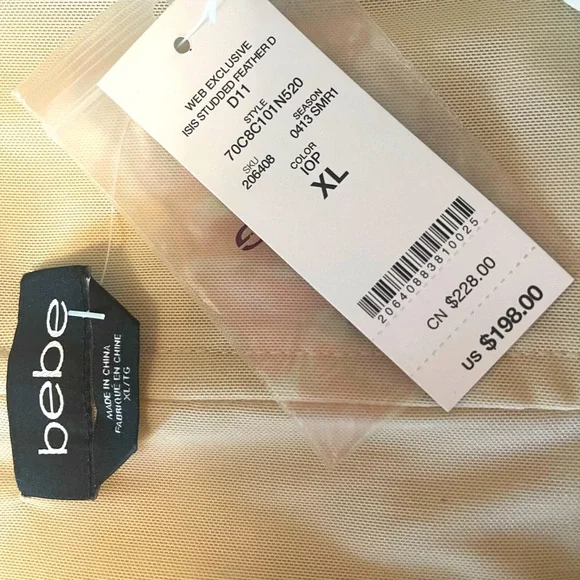 WEB EXCLUSIVE
ISIS STUDDED FEATHER D
D11
STYLE
70C8C101N520
SKU
206408
SEASON
0413 SMR1
COLOR
IOP
XL
20640883810025
CN $228.00
US $198.00
bebe
MADE IN CHINA
FABRIQUÉ EN CHINE
XL/TG